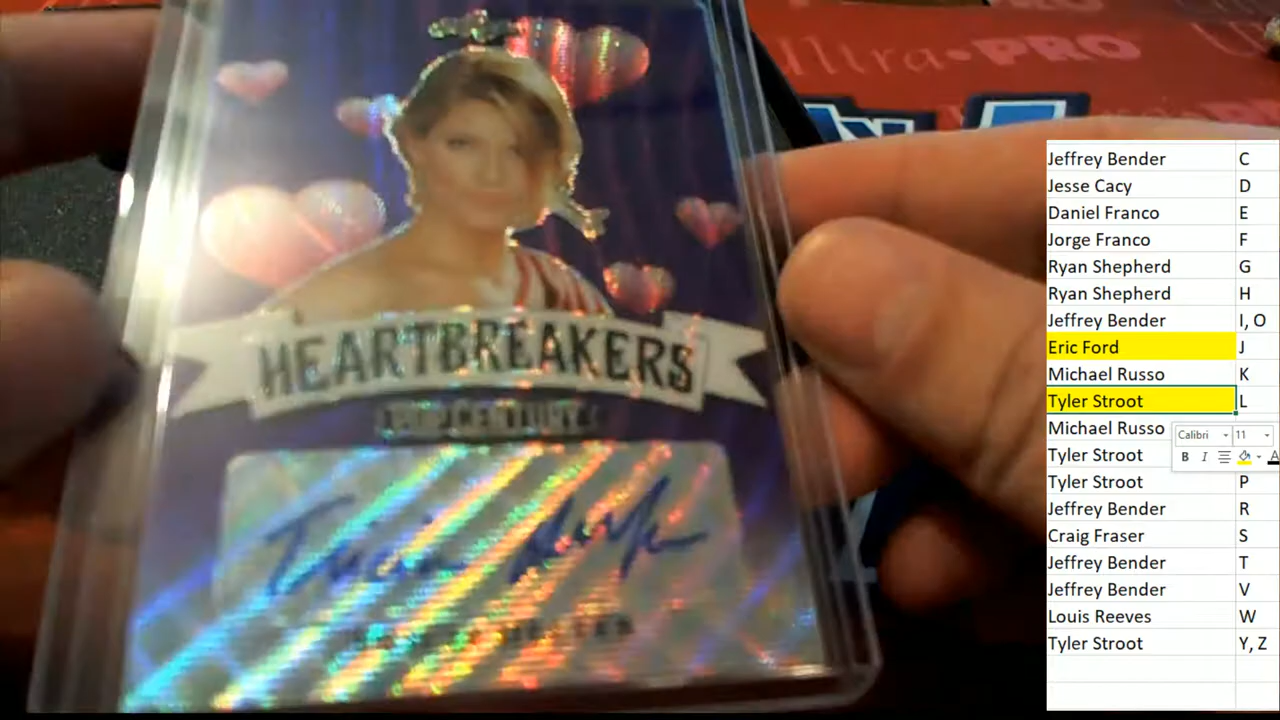 Ultra•PRO
HEARTBREAKERS
Jeffrey Bender C
Jesse Cacy D
Daniel Franco E
Jorge Franco F
Ryan Shepherd G
Ryan Shepherd H
Jeffrey Bender I, O
Eric Ford J
Michael Russo K
Tyler Stroot L
Michael Russo
Calibri 11
Tyler Stroot
B I A
Tyler Stroot P
Jeffrey Bender R
Craig Fraser S
Jeffrey Bender T
Jeffrey Bender V
Louis Reeves W
Tyler Stroot Y, Z